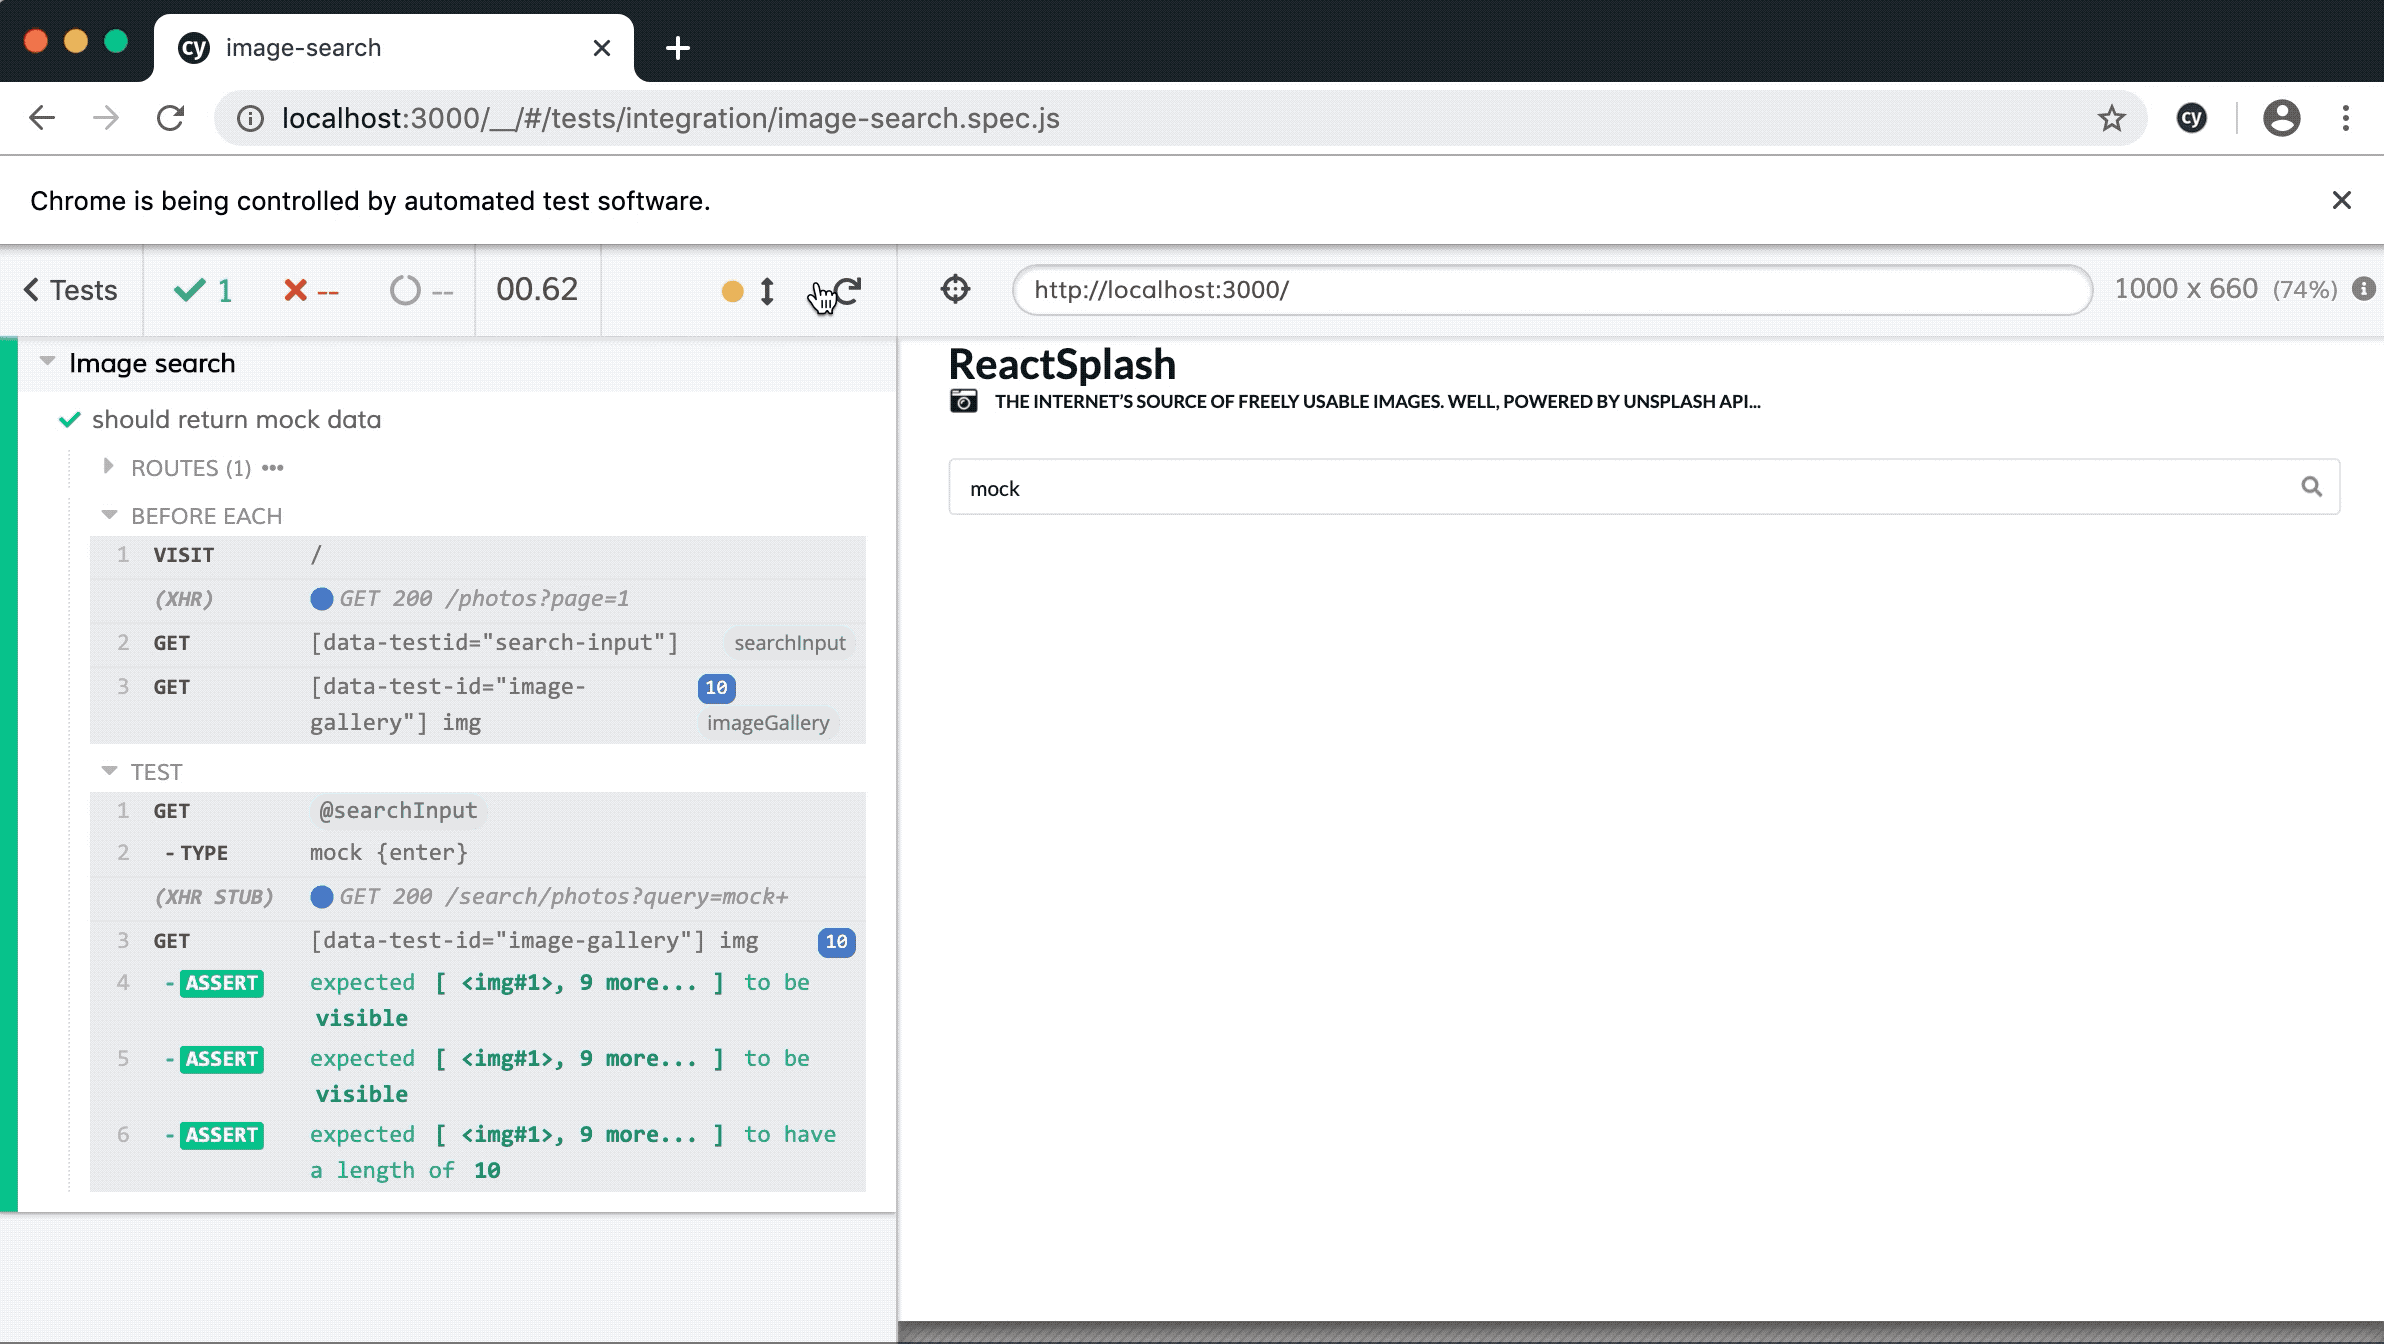 cy image-search
localhost:3000/__/#/tests/integration/image-search.spec.js
cy
Chrome is being controlled by automated test software.
Tests 1 -- -- 00.62
http://localhost:3000/ 1000 x 660 (74%)
Image search
should return mock data
ROUTES (1) •••
BEFORE EACH
1 VISIT /
(XHR) GET 200 /photos?page=1
2 GET [data-testid="search-input"] searchInput
3 GET [data-test-id="image- 10
gallery"] img imageGallery
TEST
1 GET @searchInput
2 -TYPE mock {enter}
(XHR STUB) GET 200 /search/photos?query=mock+
3 GET [data-test-id="image-gallery"] img 10
4 -ASSERT expected [ <img#1>, 9 more... ] to be
visible
5 -ASSERT expected [ <img#1>, 9 more... ] to be
visible
6 -ASSERT expected [ <img#1>, 9 more... ] to have
a length of 10
ReactSplash
THE INTERNET'S SOURCE OF FREELY USABLE IMAGES. WELL, POWERED BY UNSPLASH API...
mock